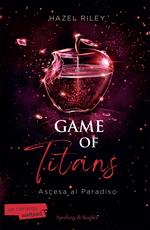 HAZEL RILEY
GAME
OF
Titans
Ascesa al Paradiso
Sperling & Kupfer